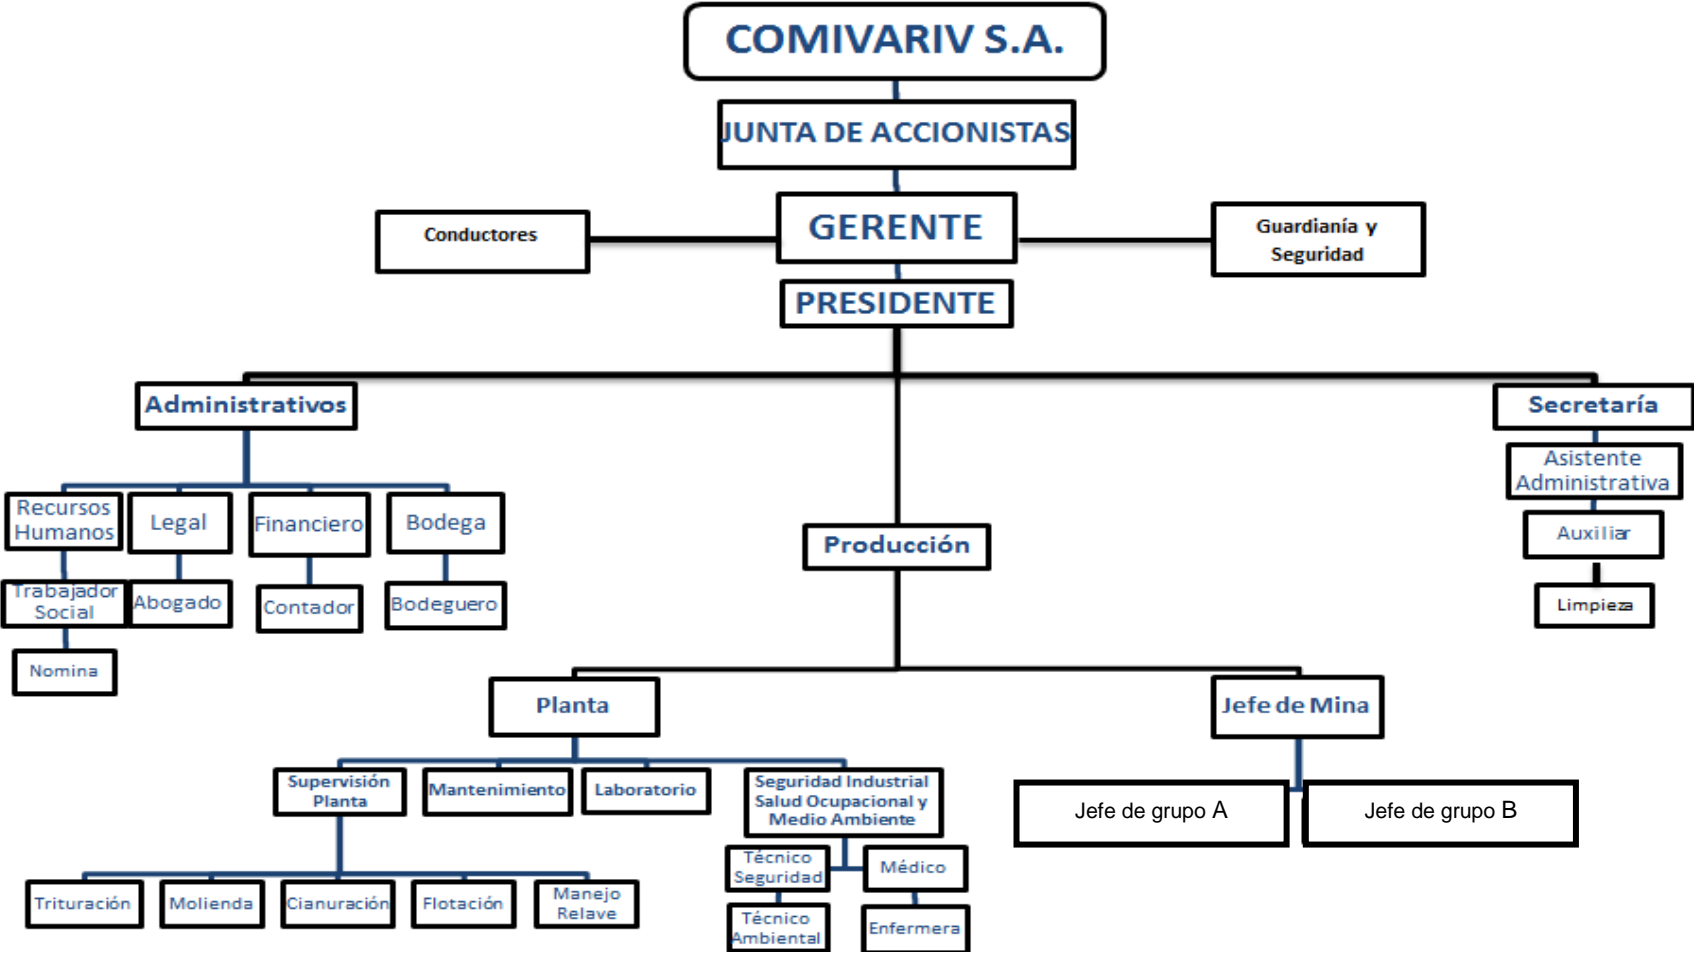 COMIVARIV S.A.
JUNTA DE ACCIONISTAS
GERENTE
Conductores
Guardianía y
Seguridad
PRESIDENTE
Administrativos
Secretaría
Recursos
Humanos
Legal
Financiero
Bodega
Asistente
Administrativa
Auxiliar
Producción
Trabajador
Social
Abogado
Contador
Bodeguero
Limpieza
Nomina
Planta
Jefe de Mina
Supervisión
Planta
Mantenimiento
Laboratorio
Seguridad Industrial
Salud Ocupacional y
Medio Ambiente
Jefe de grupo A
Jefe de grupo B
Técnico
Seguridad
Médico
Trituración
Molienda
Cianuración
Flotación
Manejo
Relave
Técnico
Ambiental
Enfermera